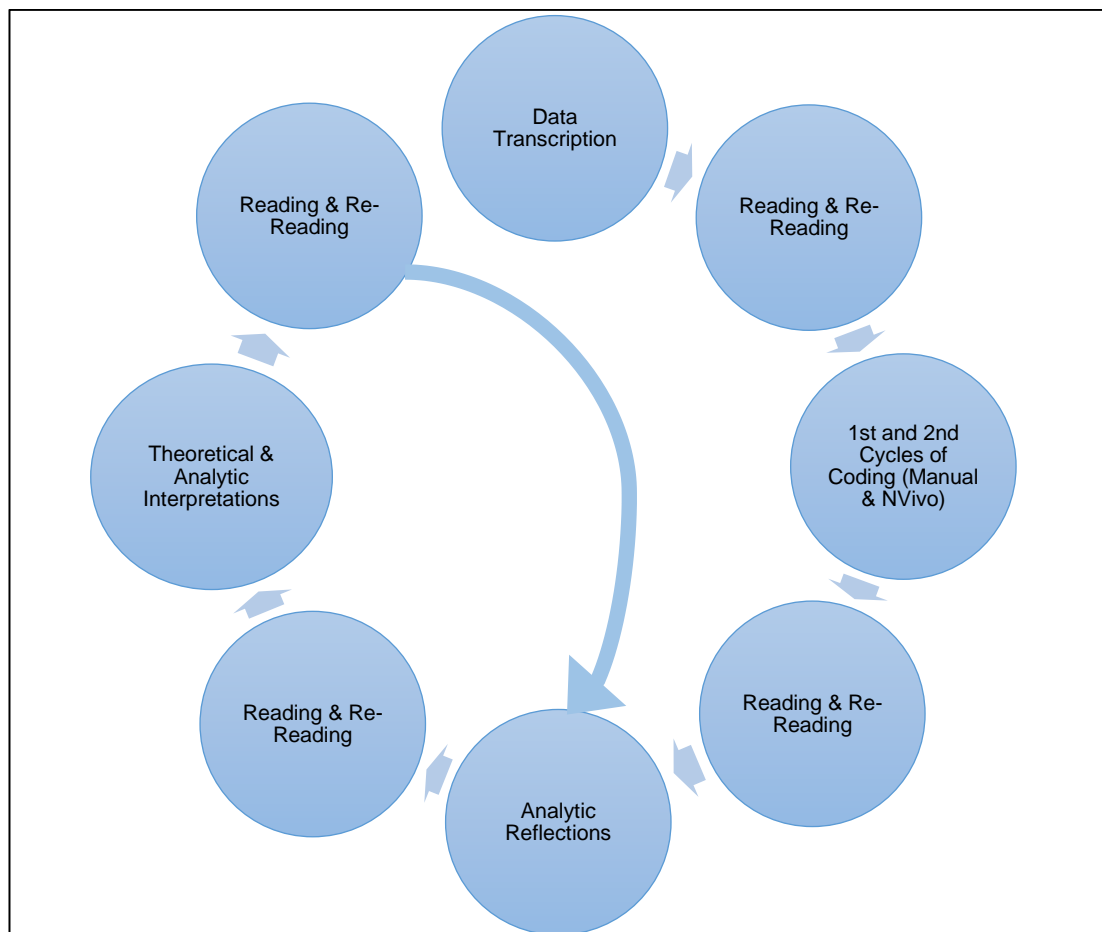 Data
Transcription
Reading & Re-
Reading
1st and 2nd
Cycles of
Coding (Manual
& NVivo)
Reading & Re-
Reading
Analytic
Reflections
Reading & Re-
Reading
Theoretical &
Analytic
Interpretations
Reading & Re-
Reading